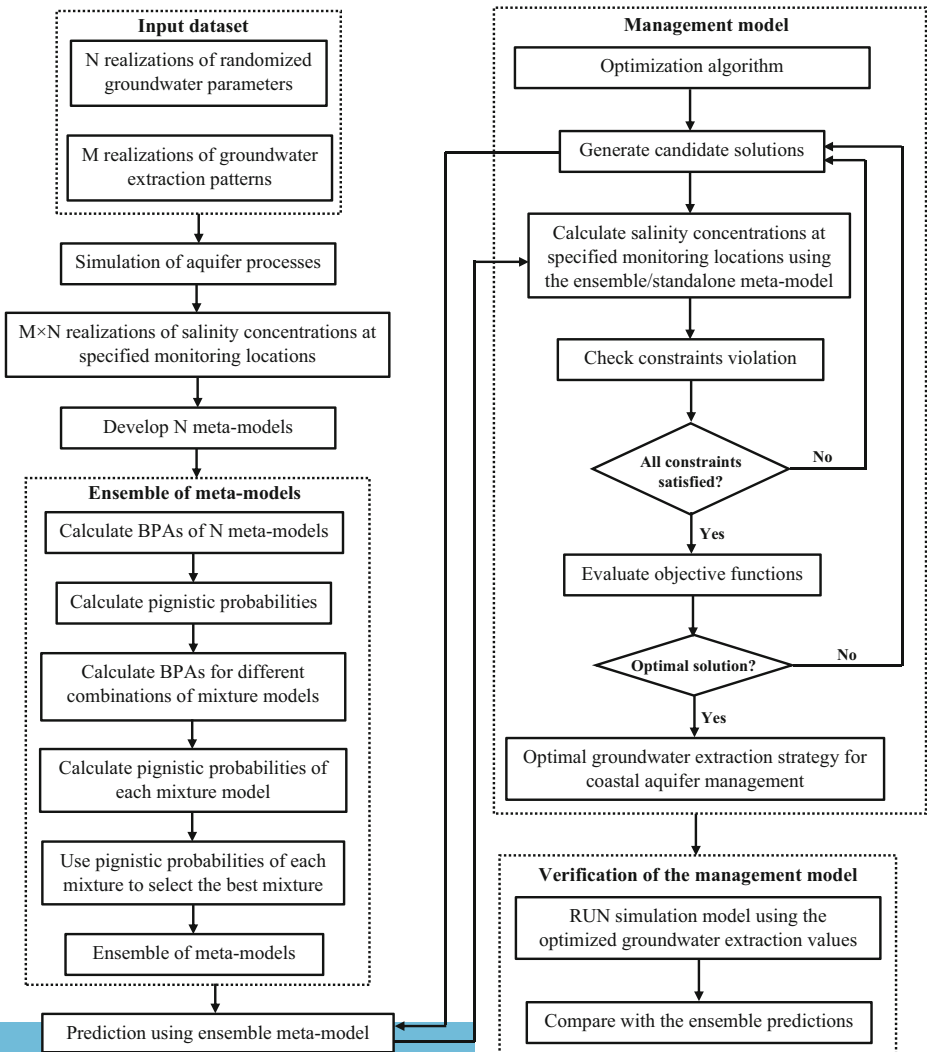 Input dataset
N realizations of randomized
groundwater parameters
M realizations of groundwater
extraction patterns
Simulation of aquifer processes
M×N realizations of salinity concentrations at
specified monitoring locations
Develop N meta-models
Ensemble of meta-models
Calculate BPAs of N meta-models
Calculate pignistic probabilities
Calculate BPAs for different
combinations of mixture models
Calculate pignistic probabilities of
each mixture model
Use pignistic probabilities of each
mixture to select the best mixture
Ensemble of meta-models
Prediction using ensemble meta-model
Management model
Optimization algorithm
Generate candidate solutions
Calculate salinity concentrations at
specified monitoring locations using
the ensemble/standalone meta-model
Check constraints violation
All constraints
satisfied?
No
Yes
Evaluate objective functions
Optimal solution?
No
Yes
Optimal groundwater extraction strategy for
coastal aquifer management
Verification of the management model
RUN simulation model using the
optimized groundwater extraction values
Compare with the ensemble predictions